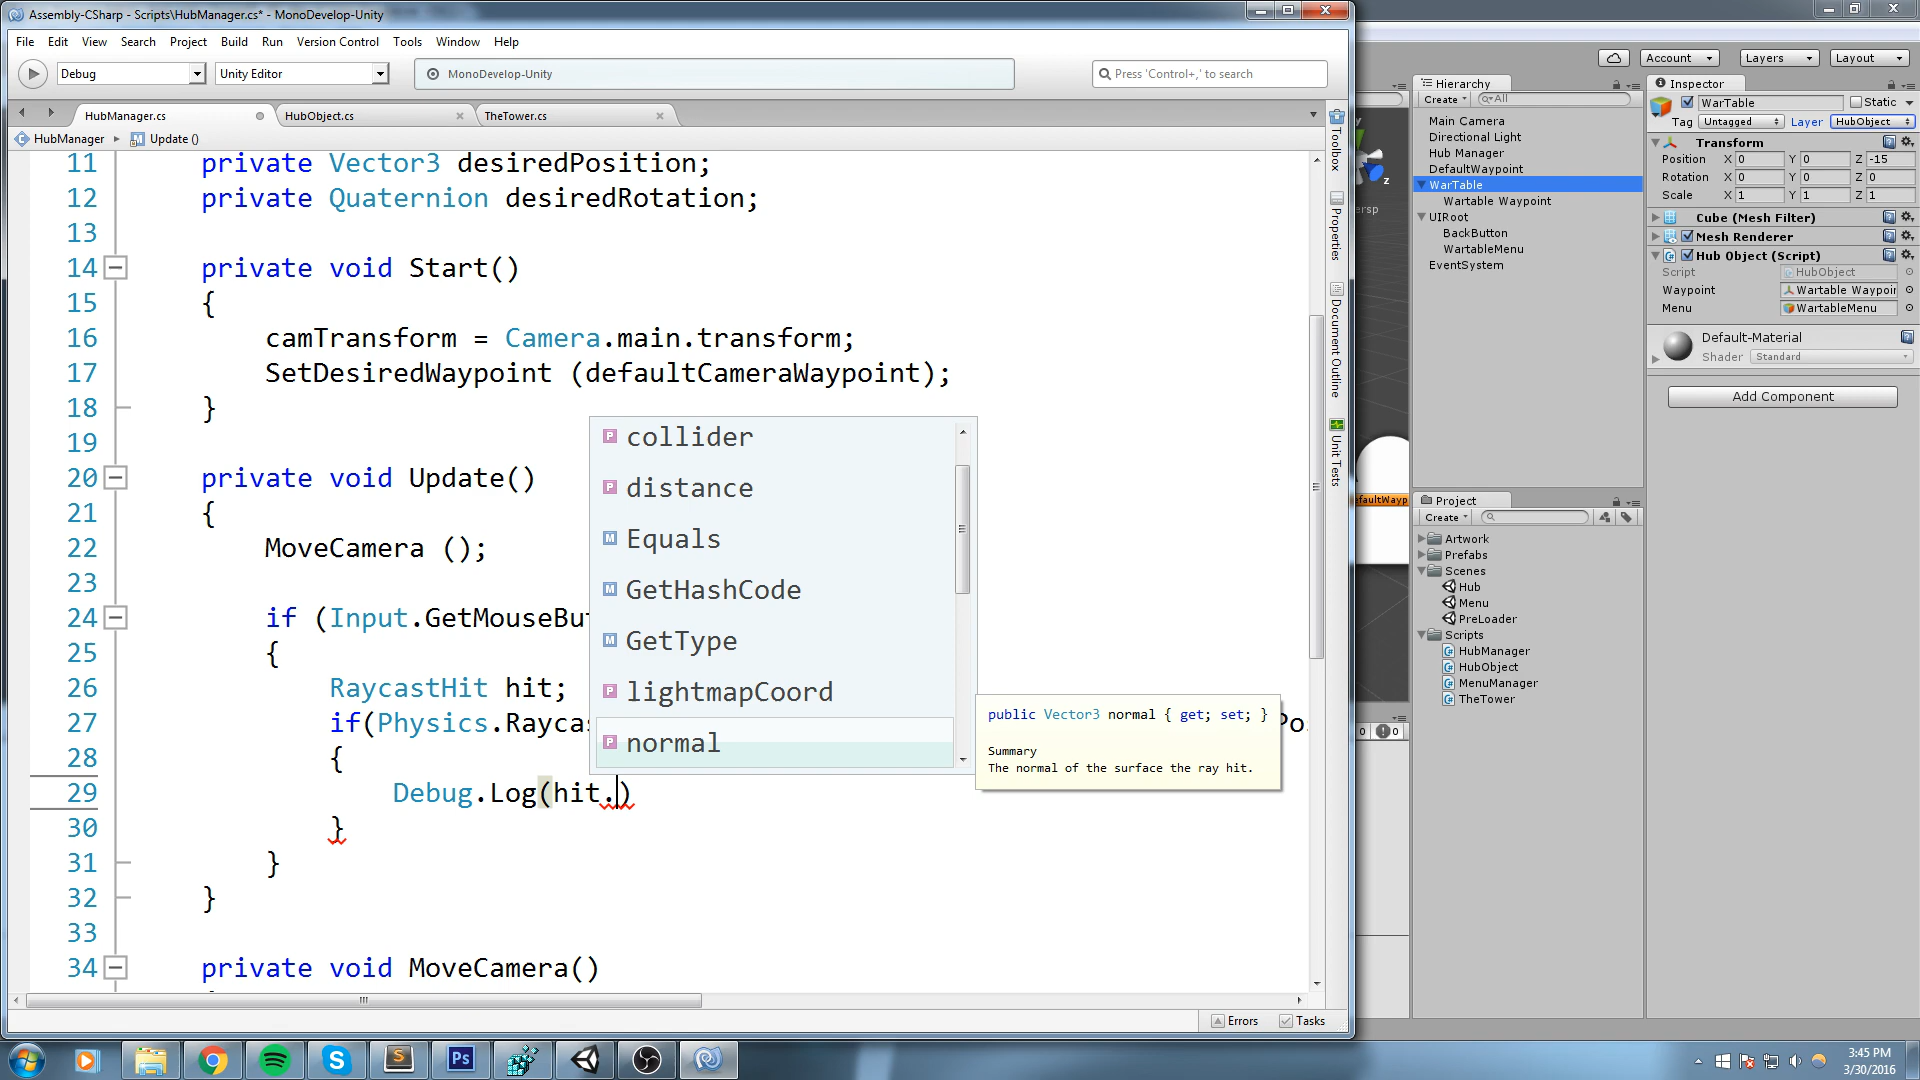 Assembly-CSharp - Scripts\HubManager.cs* - MonoDevelop-Unity
File Edit View Search Project Build Run Version Control Tools Window Help
Debug
Unity Editor
MonoDevelop-Unity
Press 'Control+,' to search
HubManager.cs
HubObject.cs
TheTower.cs
HubManager
Update ()
11 private Vector3 desiredPosition;
12 private Quaternion desiredRotation;
13
14 private void Start()
15 {
16 camTransform = Camera.main.transform;
17 SetDesiredWaypoint (defaultCameraWaypoint);
18 }
19
20 private void Update()
21 {
22 MoveCamera ();
23
24 if (Input.GetMouseBut
25 {
26 RaycastHit hit;
27 if(Physics.Raycas
28 {
29 Debug.Log(hit.)
30 }
31 }
32 }
33
34 private void MoveCamera()
collider
distance
Equals
GetHashCode
GetType
lightmapCoord
normal
public Vector3 normal { get; set; }
Summary
The normal of the surface the ray hit.
Errors
Tasks
Toolbox
Properties
Document Outline
Unit Tests
Account
Layers
Layout
Hierarchy
Create
All
Main Camera
Directional Light
Hub Manager
DefaultWaypoint
WarTable
Wartable Waypoint
UIRoot
BackButton
WartableMenu
EventSystem
Project
Create
Artwork
Prefabs
Scenes
Hub
Menu
PreLoader
Scripts
HubManager
HubObject
MenuManager
TheTower
Inspector
WarTable
Static
Tag Untagged Layer HubObject
Transform
Position X 0 Y 0 Z -15
Rotation X 0 Y 0 Z 0
Scale X 1 Y 1 Z 1
Cube (Mesh Filter)
Mesh Renderer
Hub Object (Script)
Script HubObject
Waypoint Wartable Waypoin
Menu WartableMenu
Default-Material
Shader Standard
Add Component
3:45 PM
3/30/2016